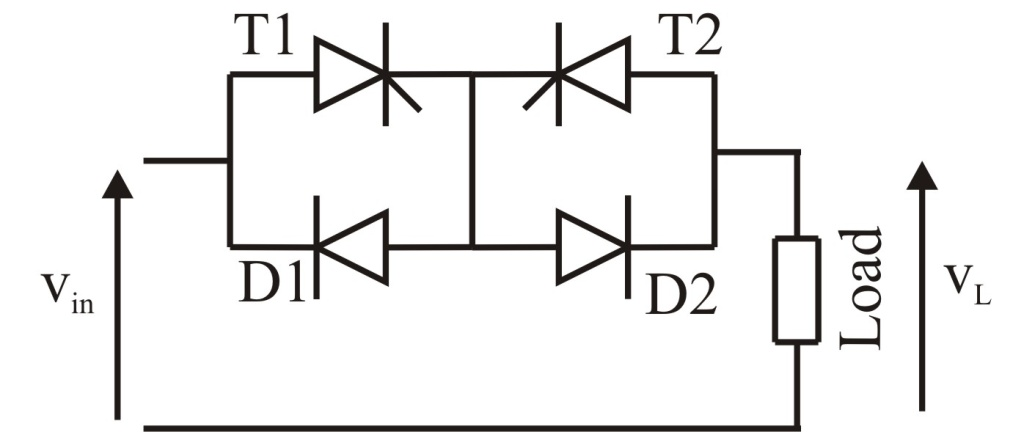 T1 T2
D1 D2
v_in
Load
v_L